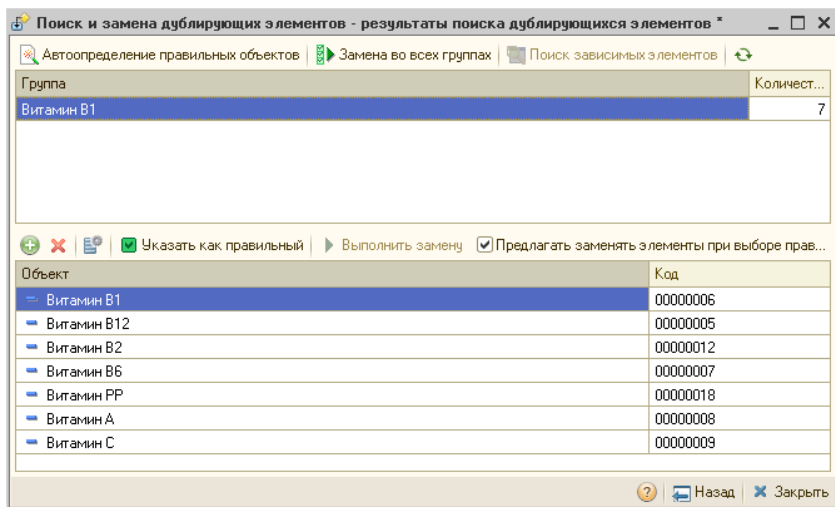 Поиск и замена дублирующих элементов - результаты поиска дублирующихся элементов *
Автоопределение правильных объектов Замена во всех группах Поиск зависимых элементов
Группа Количест...
Витамин В1 7
Указать как правильный Выполнить замену Предлагать заменять элементы при выборе прав...
Объект Код
Витамин В1 00000006
Витамин В12 00000005
Витамин В2 00000012
Витамин В6 00000007
Витамин РР 00000018
Витамин А 00000008
Витамин С 00000009
? Назад Закрыть